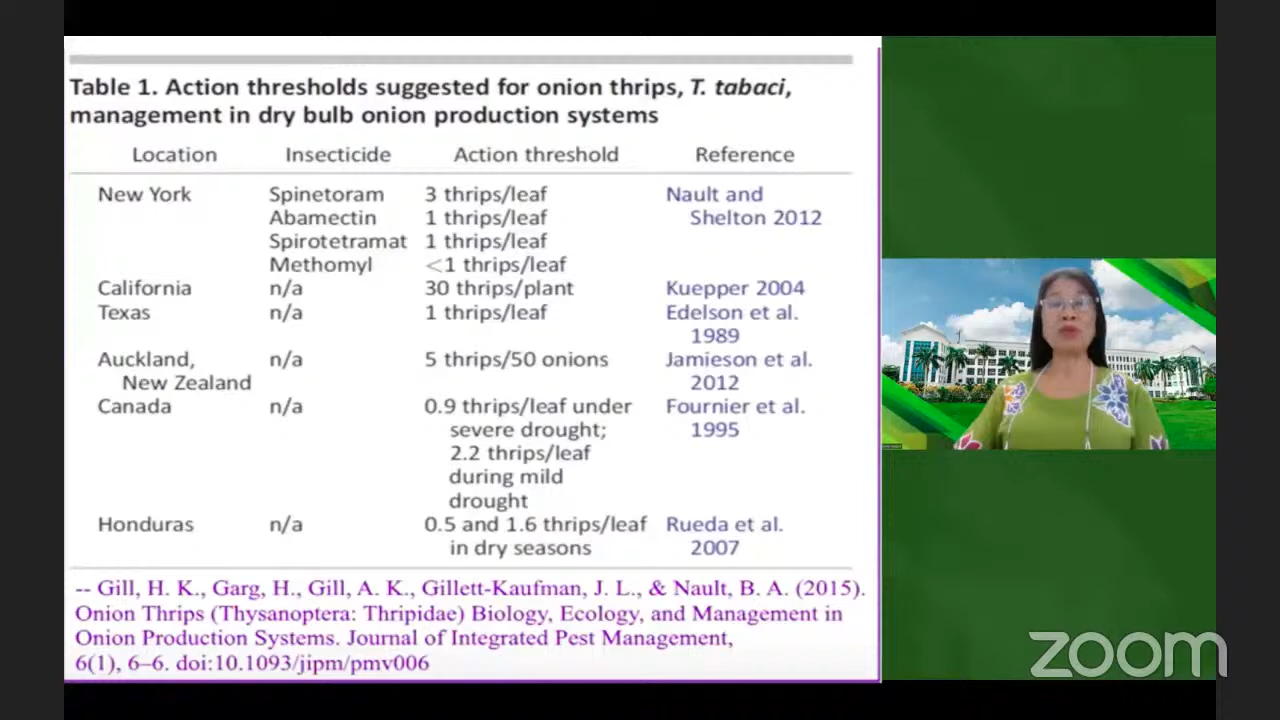 Table 1. Action thresholds suggested for onion thrips, T. tabaci,
management in dry bulb onion production systems
Location Insecticide Action threshold Reference
New York Spinetoram 3 thrips/leaf Nault and
Abamectin 1 thrips/leaf Shelton 2012
Spirotetramat 1 thrips/leaf
Methomyl <1 thrips/leaf
California n/a 30 thrips/plant Kuepper 2004
Texas n/a 1 thrips/leaf Edelson et al.
1989
Auckland, n/a 5 thrips/50 onions Jamieson et al.
New Zealand 2012
Canada n/a 0.9 thrips/leaf under Fournier et al.
severe drought; 1995
2.2 thrips/leaf
during mild
drought
Honduras n/a 0.5 and 1.6 thrips/leaf Rueda et al.
in dry seasons 2007
-- Gill, H. K., Garg, H., Gill, A. K., Gillett-Kaufman, J. L., & Nault, B. A. (2015).
Onion Thrips (Thysanoptera: Thripidae) Biology, Ecology, and Management in
Onion Production Systems. Journal of Integrated Pest Management,
6(1), 6–6. doi:10.1093/jipm/pmv006
zoom